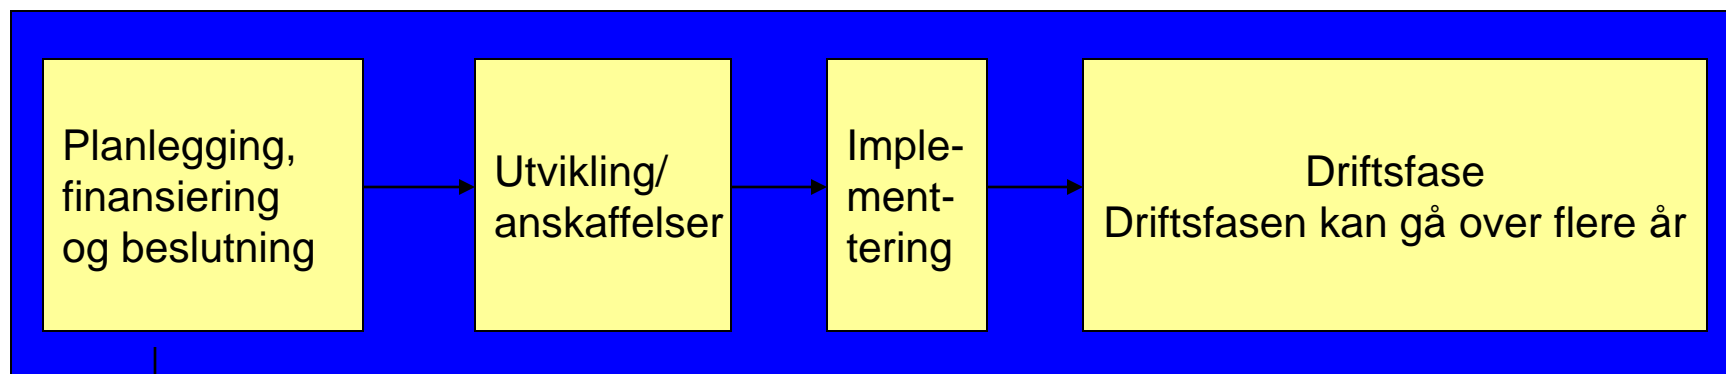 Planlegging,
finansiering
og beslutning
Utvikling/
anskaffelser
Imple-
ment-
tering
Driftsfase
Driftsfasen kan gå over flere år